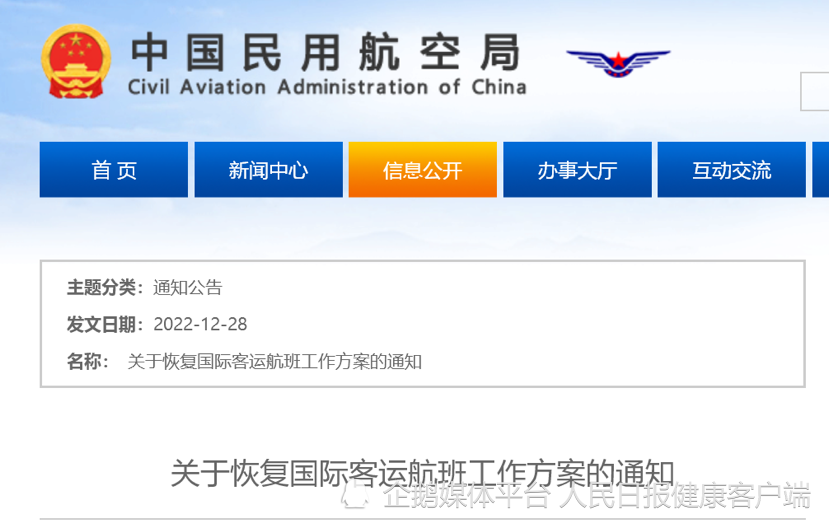 中国民用航空局
Civil Aviation Administration of China
首 页 新闻中心 信息公开 办事大厅 互动交流
主题分类: 通知公告
发文日期: 2022-12-28
名称: 关于恢复国际客运航班工作方案的通知
关于恢复国际客运航班工作方案的通知
企鹅媒体平台 人民日报健康客户端